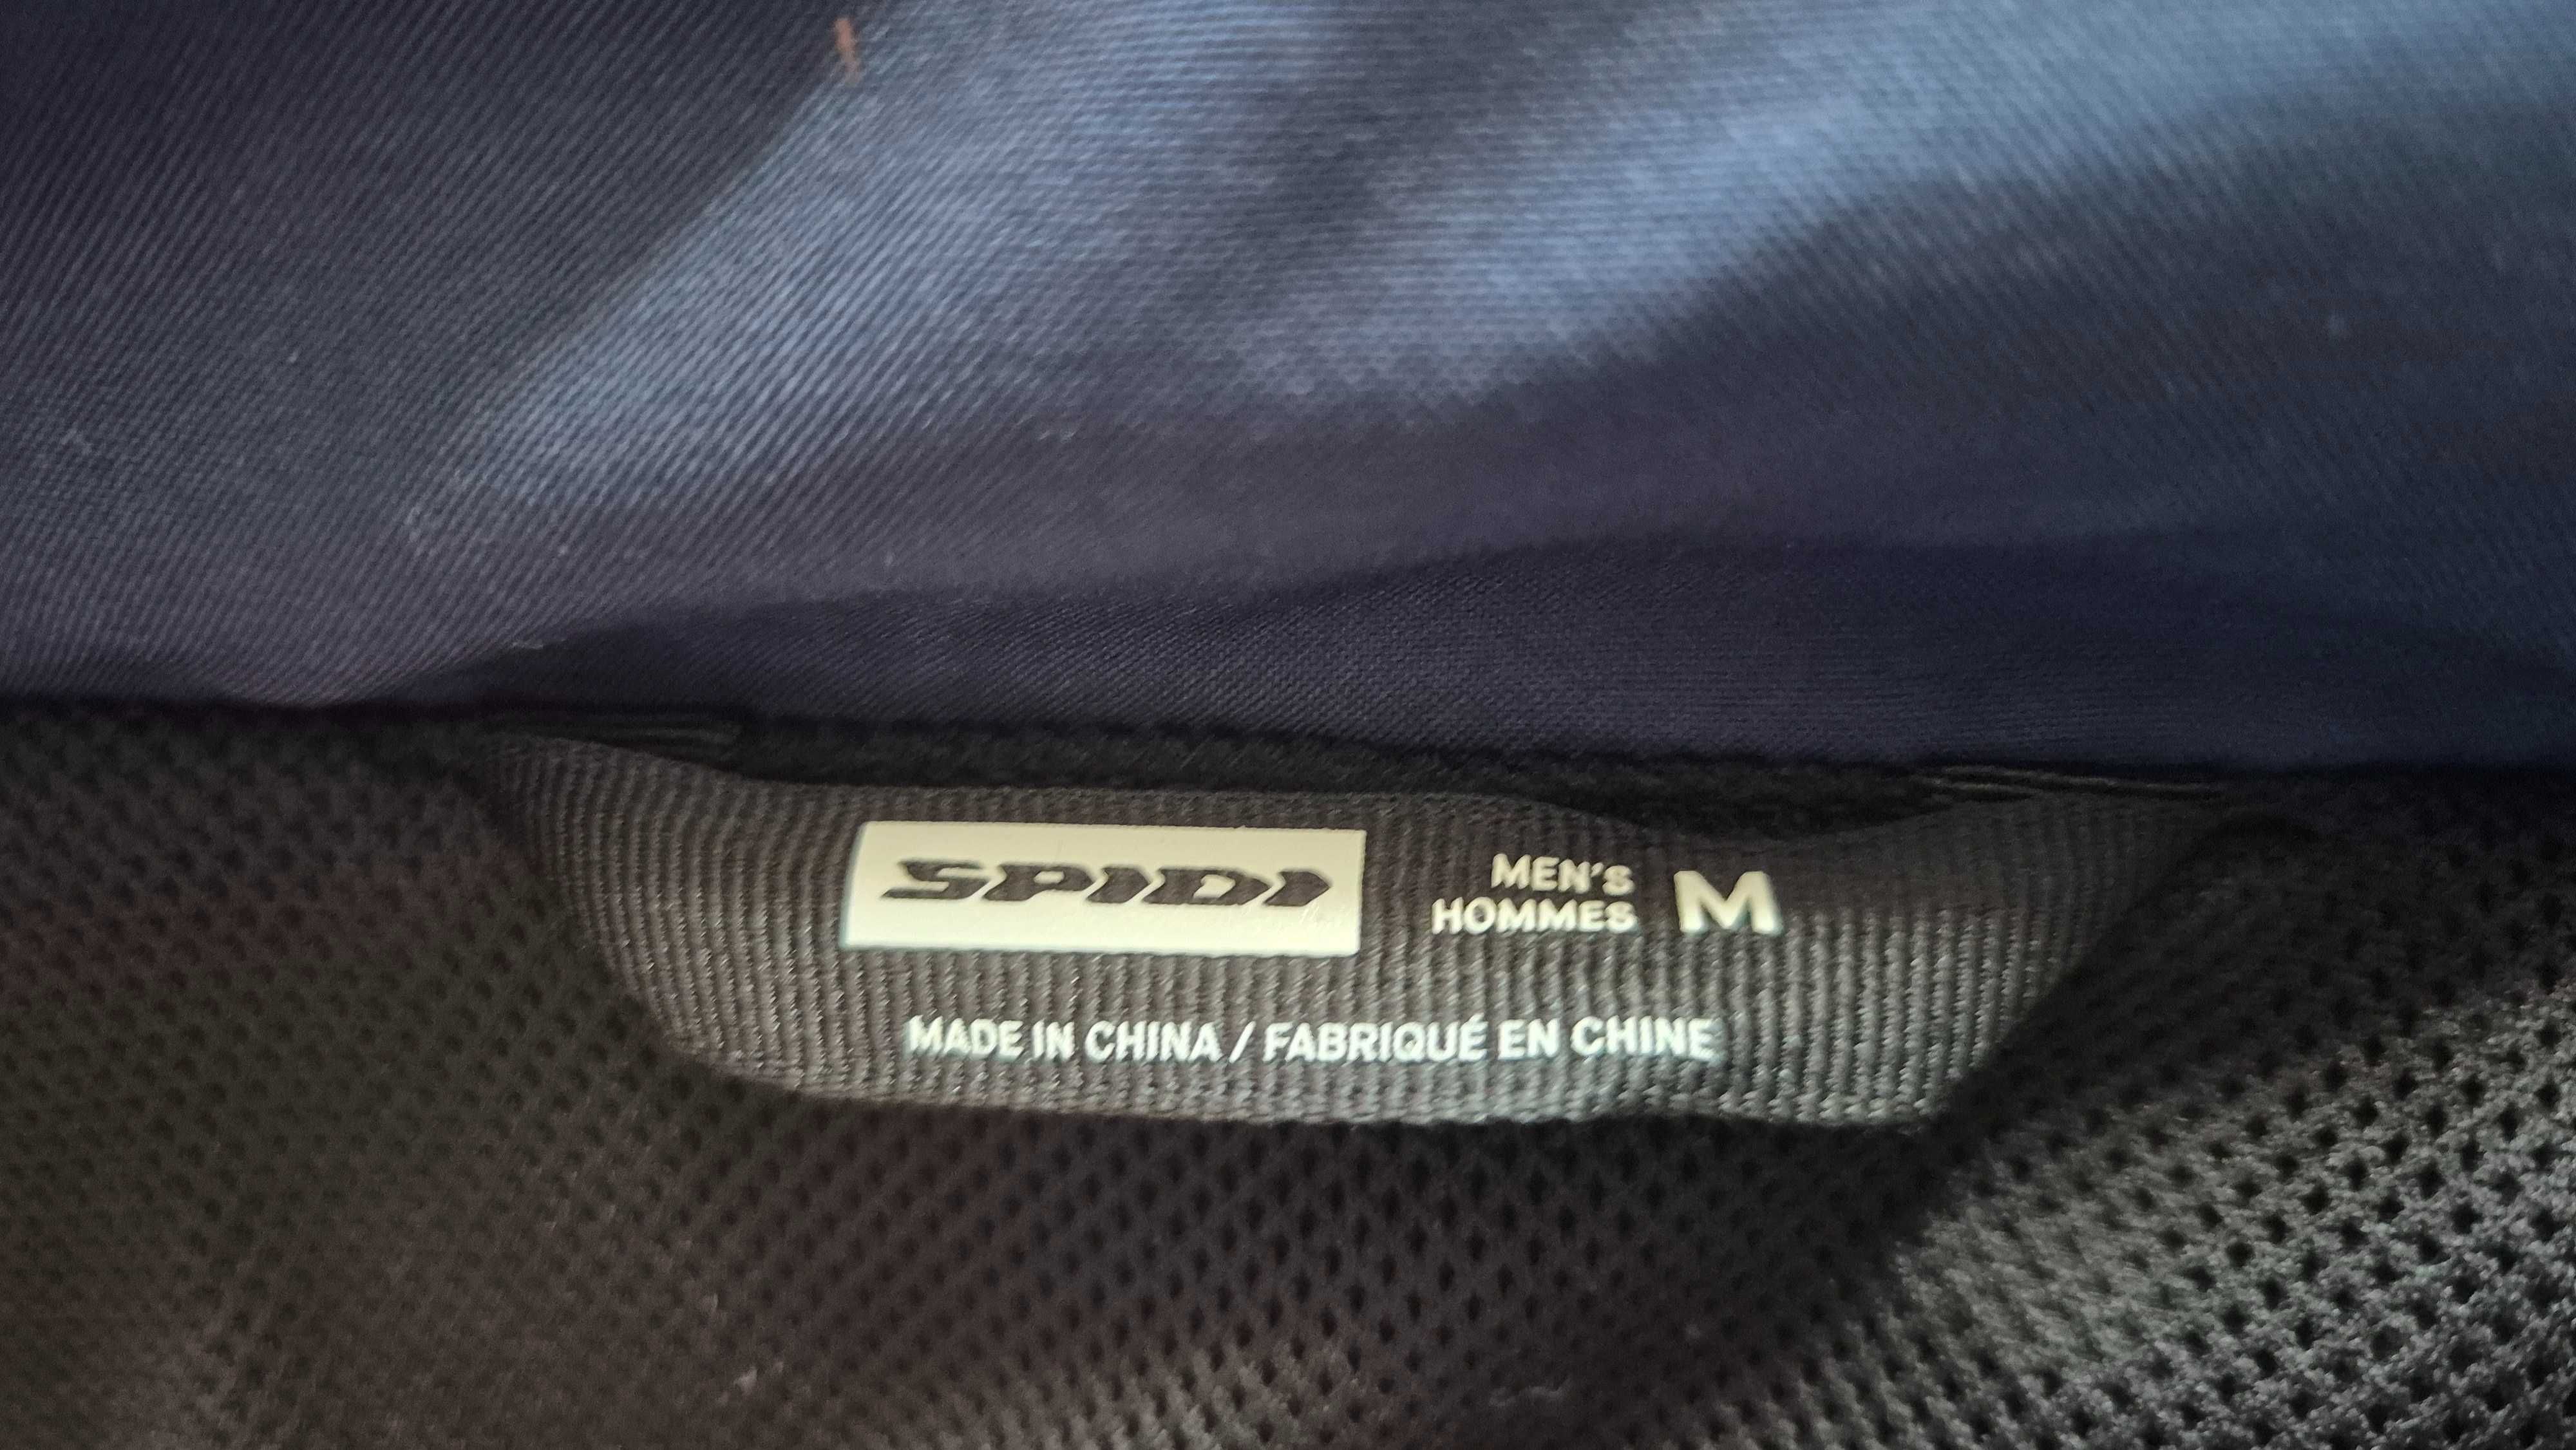 SPIDI
MEN'S
HOMMES
M
MADE IN CHINA / FABRIQUÉ EN CHINE